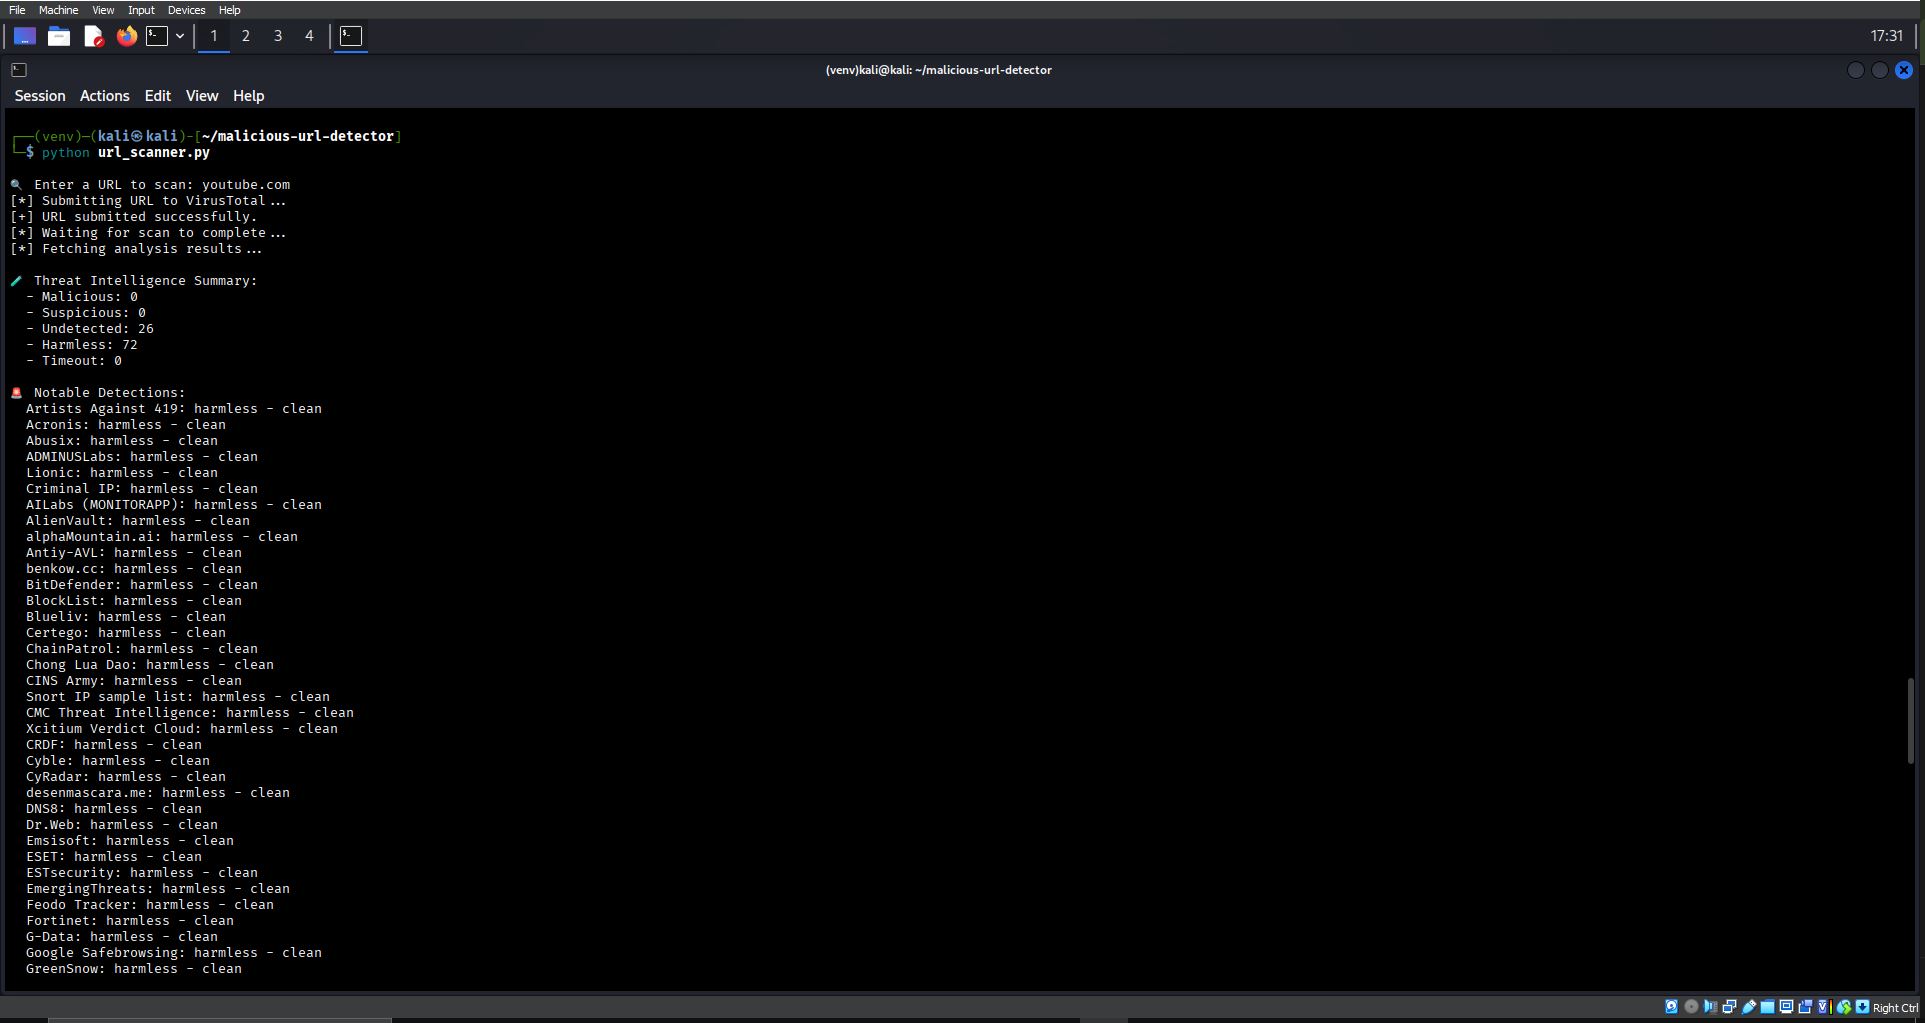 File Machine View Input Devices Help
1 2 3 4 17:31
(venv)kali@kali: ~/malicious-url-detector
Session Actions Edit View Help
┌──(venv)─(kali㉿kali)-[~/malicious-url-detector]
└─$ python url_scanner.py
🔍 Enter a URL to scan: youtube.com
[*] Submitting URL to VirusTotal...
[+] URL submitted successfully.
[*] Waiting for scan to complete...
[*] Fetching analysis results...
🧪 Threat Intelligence Summary:
- Malicious: 0
- Suspicious: 0
- Undetected: 26
- Harmless: 72
- Timeout: 0
🚨 Notable Detections:
Artists Against 419: harmless - clean
Acronis: harmless - clean
Abusix: harmless - clean
ADMINUSLabs: harmless - clean
Lionic: harmless - clean
Criminal IP: harmless - clean
AILabs (MONITORAPP): harmless - clean
AlienVault: harmless - clean
alphaMountain.ai: harmless - clean
Antiy-AVL: harmless - clean
benkow.cc: harmless - clean
BitDefender: harmless - clean
BlockList: harmless - clean
Blueliv: harmless - clean
Certego: harmless - clean
ChainPatrol: harmless - clean
Chong Lua Dao: harmless - clean
CINS Army: harmless - clean
Snort IP sample list: harmless - clean
CMC Threat Intelligence: harmless - clean
Xcitium Verdict Cloud: harmless - clean
CRDF: harmless - clean
Cyble: harmless - clean
CyRadar: harmless - clean
desenmascara.me: harmless - clean
DNS8: harmless - clean
Dr.Web: harmless - clean
Emsisoft: harmless - clean
ESET: harmless - clean
ESTsecurity: harmless - clean
EmergingThreats: harmless - clean
Feodo Tracker: harmless - clean
Fortinet: harmless - clean
G-Data: harmless - clean
Google Safebrowsing: harmless - clean
GreenSnow: harmless - clean
Right Ctrl